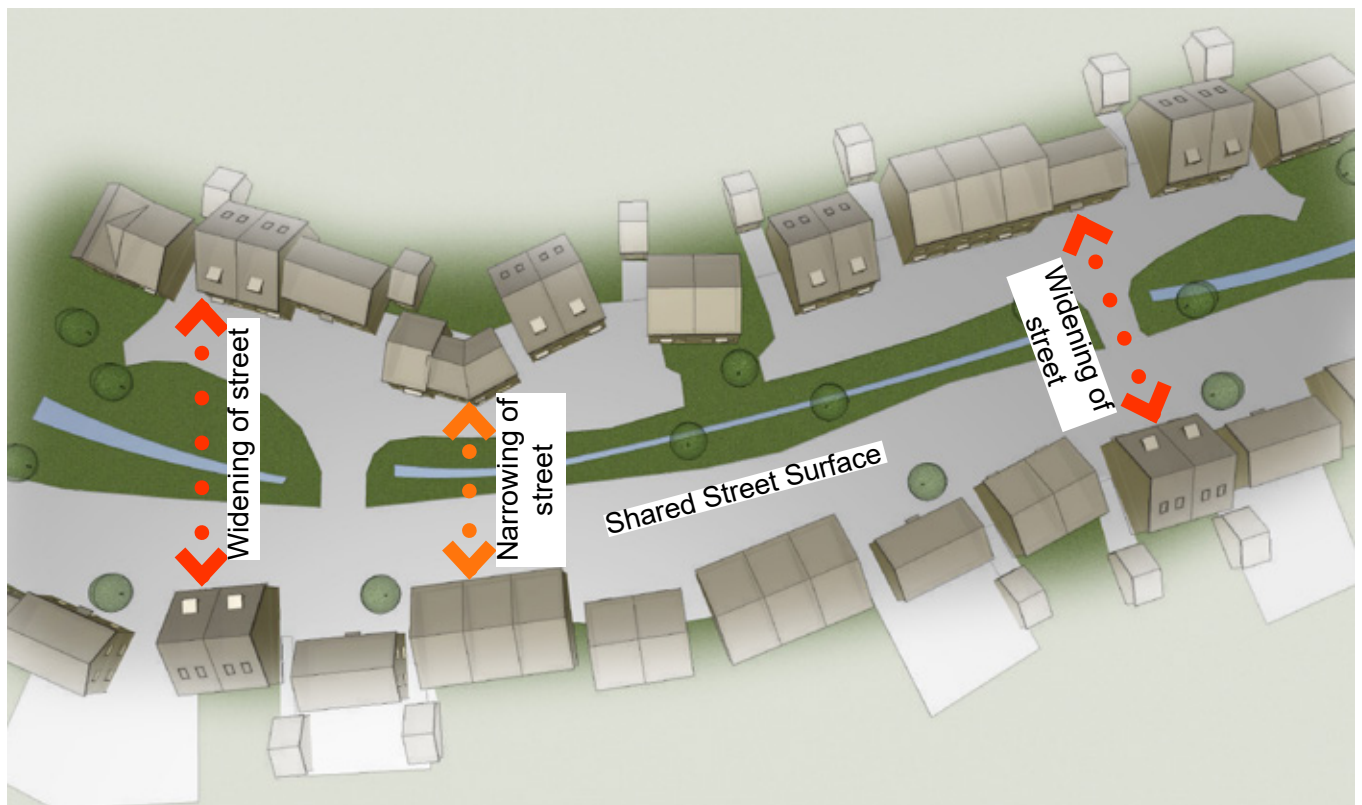 Widening of street
Narrowing of
street
Shared Street Surface
Widening of
street